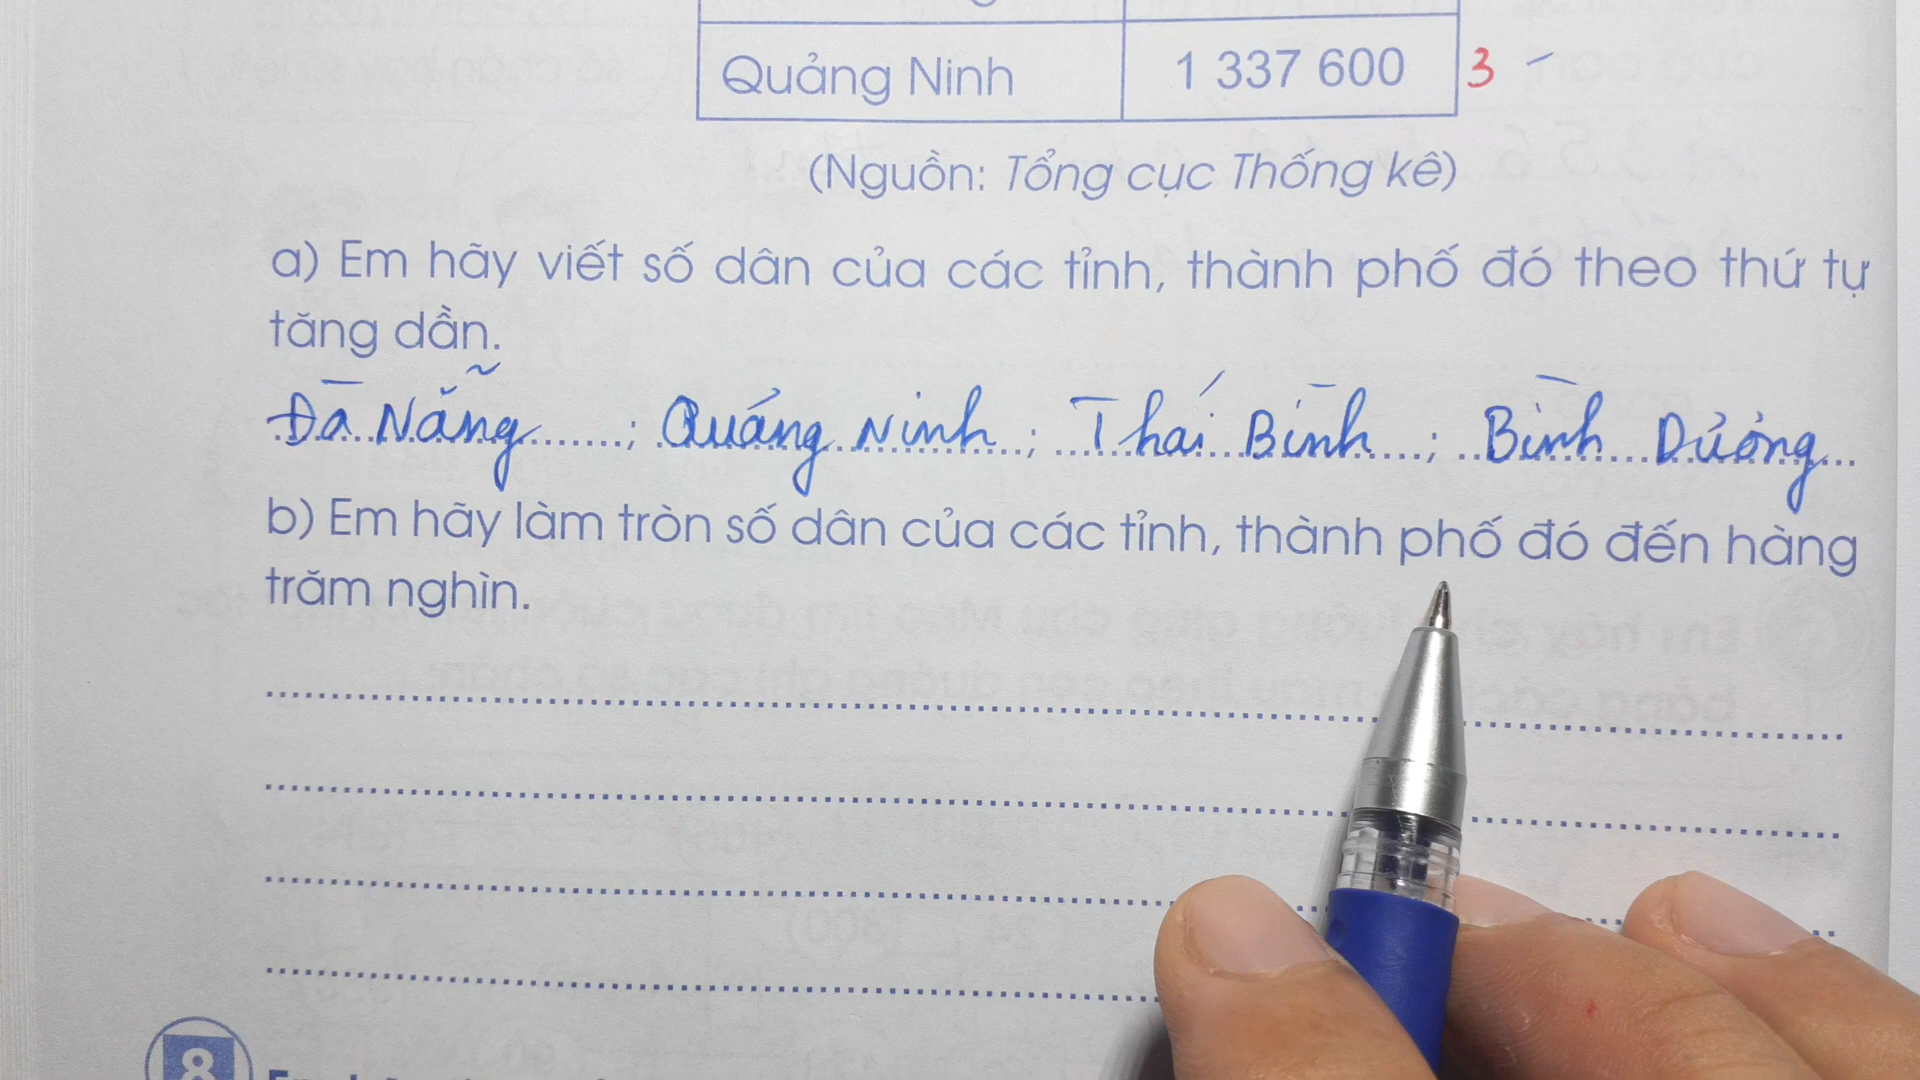 Quảng Ninh 1 337 600 3
(Nguồn: Tổng cục Thống kê)
a) Em hãy viết số dân của các tỉnh, thành phố đó theo thứ tự
tăng dần.
Đà Nẵng ; Quảng Ninh ; Thái Bình ; Bình Dương
b) Em hãy làm tròn số dân của các tỉnh, thành phố đó đến hàng
trăm nghìn.
8